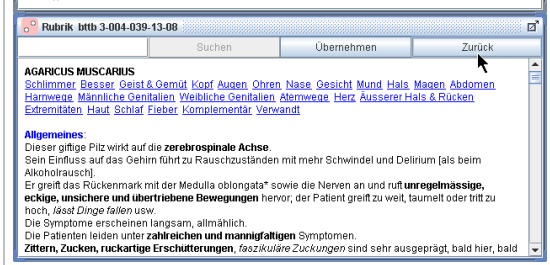 Rubrik bttb 3-004-039-13-08
Suchen Übernehmen Zurück
AGARICUS MUSCARIUS
Schlimmer Besser Geist & Gemüt Kopf Augen Ohren Nase Gesicht Mund Hals Magen Abdomen
Harnwege Männliche Genitalien Weibliche Genitalien Atemwege Herz Äusserer Hals & Rücken
Extremitäten Haut Schlaf Fieber Komplementär Verwandt
Allgemeines:
Dieser giftige Pilz wirkt auf die zerebrospinale Achse.
Sein Einfluss auf das Gehirn führt zu Rauschzuständen mit mehr Schwindel und Delirium [als beim
Alkoholrausch].
Er greift das Rückenmark mit der Medulla oblongata* sowie die Nerven an und ruft unregelmässige,
eckige, unsichere und übertriebene Bewegungen hervor; der Patient greift zu weit, taumelt oder tritt zu
hoch, lässt Dinge fallen usw.
Die Symptome erscheinen langsam, allmählich.
Die Patienten leiden unter zahlreichen und mannigfaltigen Symptomen.
Zittern, Zucken, ruckartige Erschütterungen, faszikuläre Zuckungen sind sehr ausgeprägt, bald hier, bald